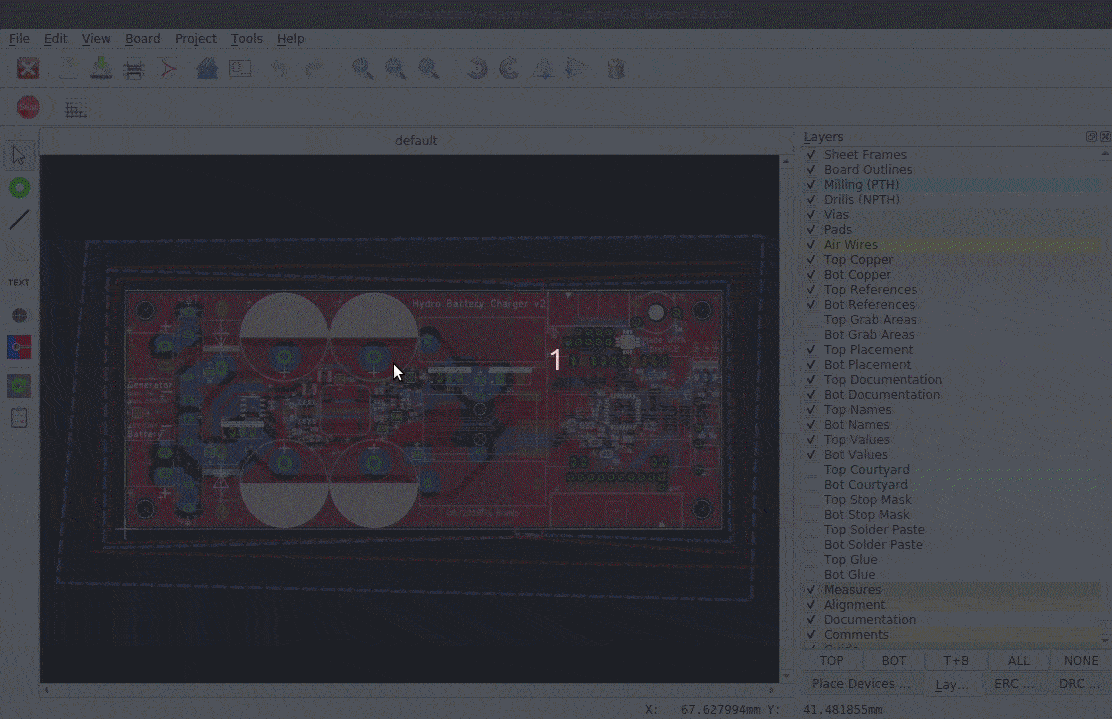 File Edit View Board Project Tools Help
default
Layers
Sheet Frames
Board Outlines
Milling (PTH)
Drills (NPTH)
Vias
Pads
Air Wires
Top Copper
Bot Copper
Top References
Bot References
Top Grab Areas
Bot Grab Areas
Top Placement
Bot Placement
Top Documentation
Bot Documentation
Top Names
Bot Names
Top Values
Bot Values
Top Courtyard
Bot Courtyard
Top Stop Mask
Bot Stop Mask
Top Solder Paste
Bot Solder Paste
Top Glue
Bot Glue
Measures
Alignment
Documentation
Comments
TEXT
Hydro Battery Charger v2
Generator
Battery
1
TOP BOT T+B ALL NONE
Place Devices ... Lay... ERC ... DRC ...
X: 67.627994mm Y: 41.481855mm